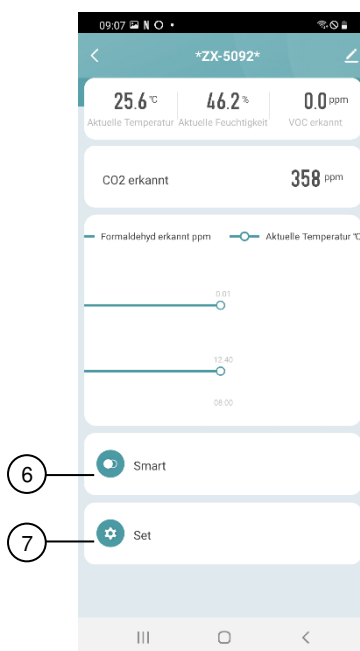 09:07
*ZX-5092*
25.6 °C 46.2 % 0.0 ppm
Aktuelle Temperatur Aktuelle Feuchtigkeit VOC erkannt
CO2 erkannt 358 ppm
Formaldehyd erkannt ppm Aktuelle Temperatur °C
0.01
12,40
08:00
6 Smart
7 Set